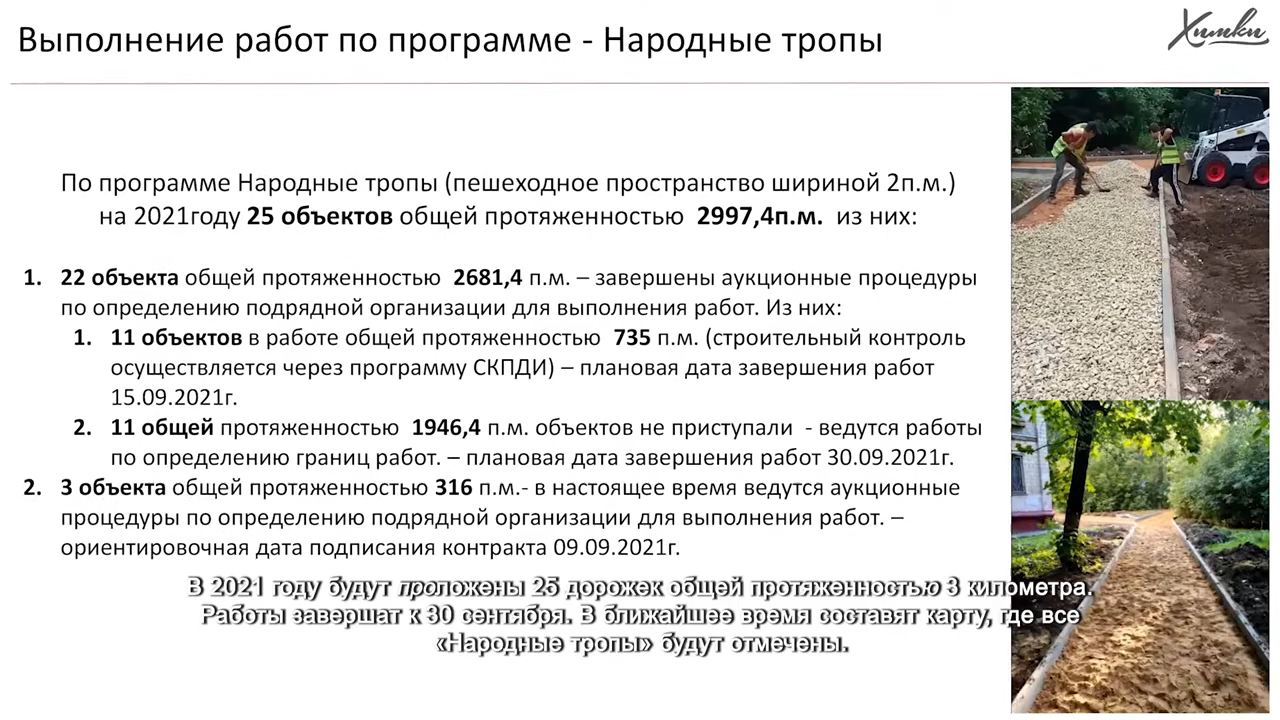 Выполнение работ по программе - Народные тропы
Химки
По программе Народные тропы (пешеходное пространство шириной 2п.м.)
на 2021году 25 объектов общей протяженностью 2997,4п.м. из них:
1. 22 объекта общей протяженностью 2681,4 п.м. – завершены аукционные процедуры
по определению подрядной организации для выполнения работ. Из них:
1. 11 объектов в работе общей протяженностью 735 п.м. (строительный контроль
осуществляется через программу СКПДИ) – плановая дата завершения работ
15.09.2021г.
2. 11 общей протяженностью 1946,4 п.м. объектов не приступали - ведутся работы
по определению границ работ. – плановая дата завершения работ 30.09.2021г.
2. 3 объекта общей протяженностью 316 п.м.- в настоящее время ведутся аукционные
процедуры по определению подрядной организации для выполнения работ. –
ориентировочная дата подписания контракта 09.09.2021г.
В 2021 году будут проложены 25 дорожек общей протяженностью 3 километра.
Работы завершат к 30 сентября. В ближайшее время составят карту, где все
«Народные тропы» будут отмечены.